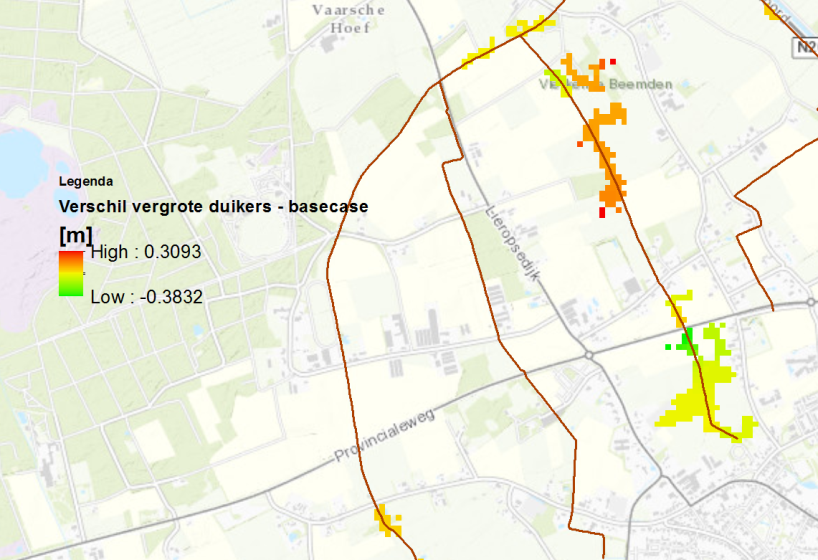 Vaarsche
Hoef
N2
Beemden
Legenda
Verschil vergrote duikers - basecase
[m]
High : 0.3093
Low : -0.3832
Lieropsedijk
Provincialeweg